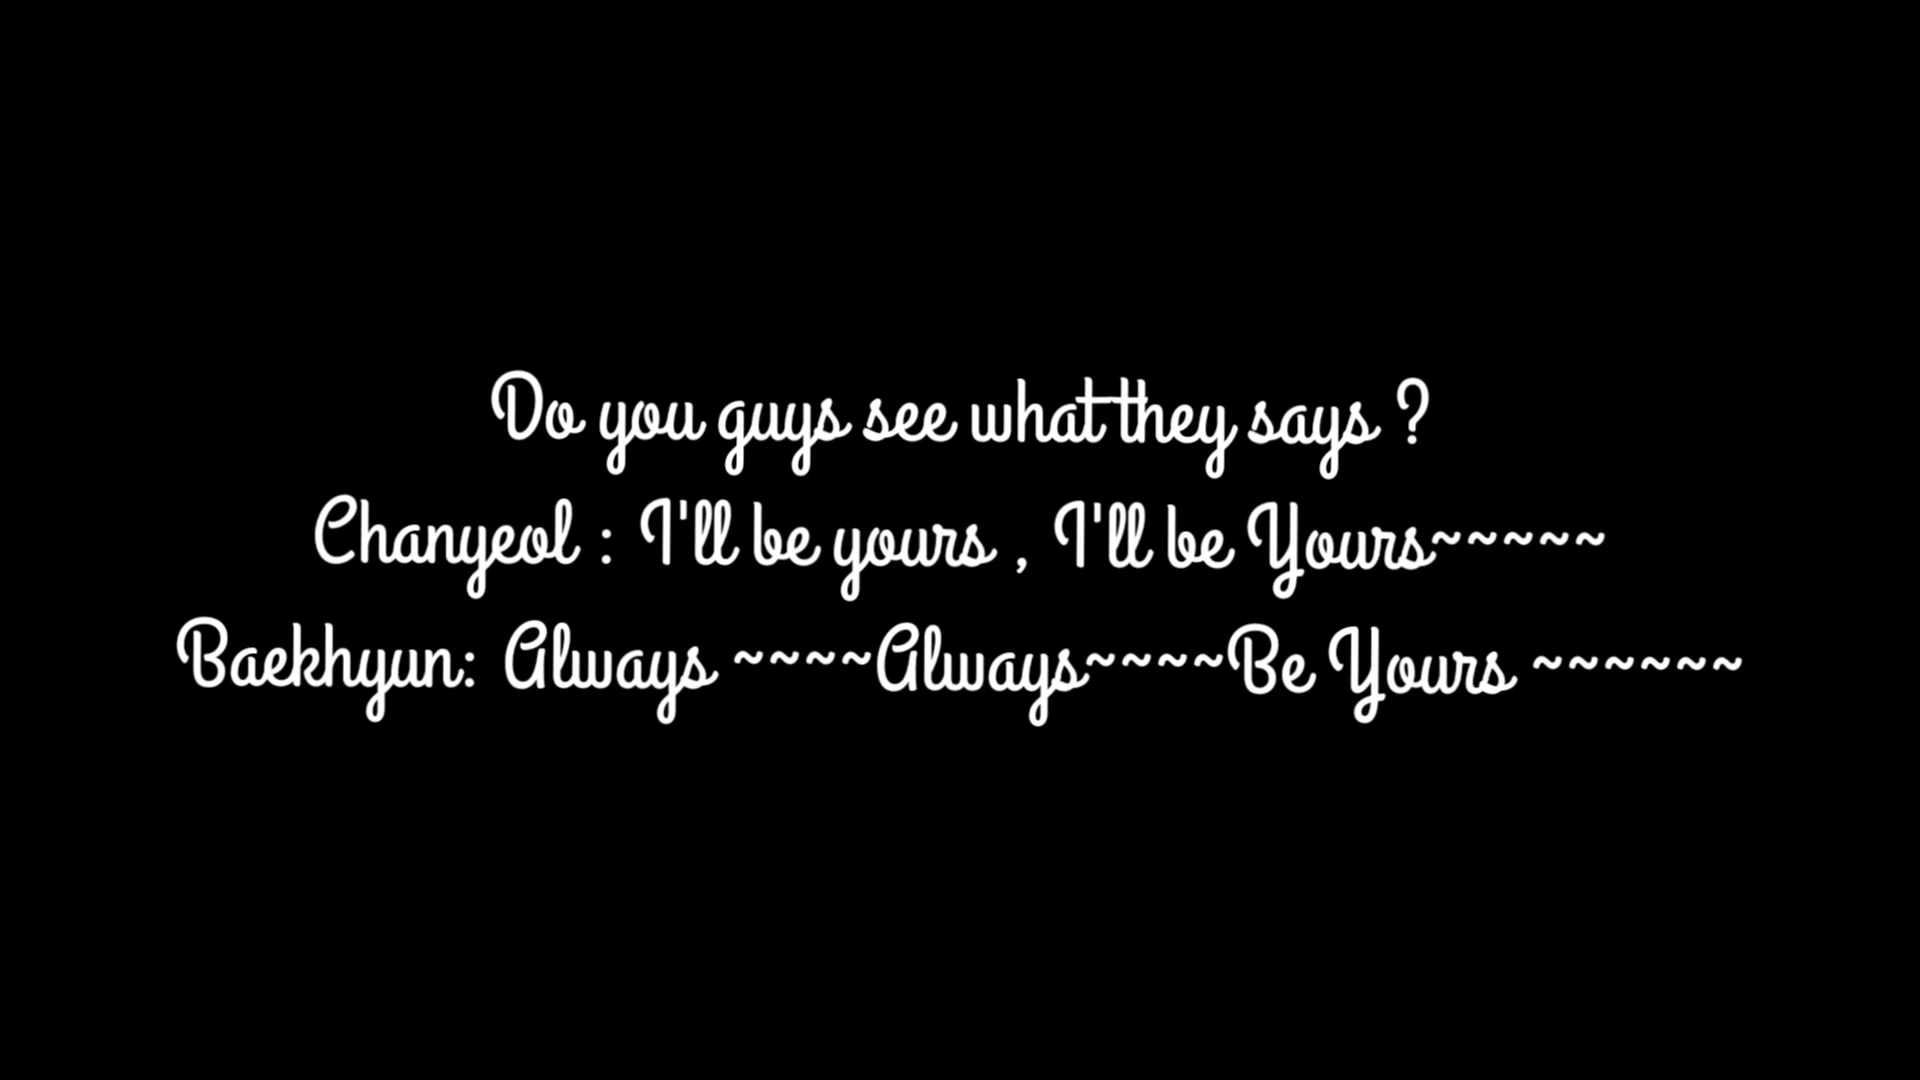 Do you guys see what they says ?
Chanyeol : I'll be yours , I'll be Yours~~~~~
Baekhyun: Always ~~~~Always~~~~Be Yours ~~~~~~